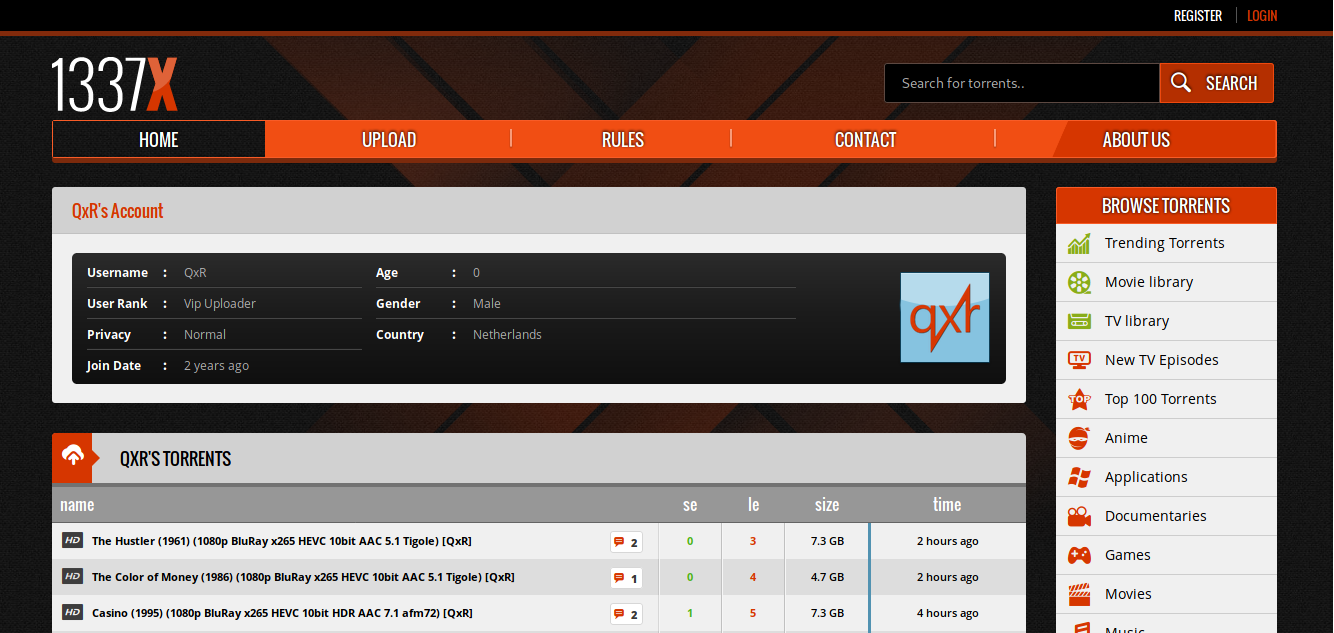 REGISTER LOGIN
1337X
Search for torrents.. SEARCH
HOME UPLOAD RULES CONTACT ABOUT US
QxR's Account
Username : QxR Age : 0
User Rank : Vip Uploader Gender : Male
Privacy : Normal Country : Netherlands
Join Date : 2 years ago
qxr
QXR'S TORRENTS
name se le size time
HD The Hustler (1961) (1080p BluRay x265 HEVC 10bit AAC 5.1 Tigole) [QxR] 2 0 3 7.3 GB 2 hours ago
HD The Color of Money (1986) (1080p BluRay x265 HEVC 10bit AAC 5.1 Tigole) [QxR] 1 0 4 4.7 GB 2 hours ago
HD Casino (1995) (1080p BluRay x265 HEVC 10bit HDR AAC 7.1 afm72) [QxR] 2 1 5 7.3 GB 4 hours ago
BROWSE TORRENTS
Trending Torrents
Movie library
TV library
TV New TV Episodes
TOP Top 100 Torrents
Anime
Applications
Documentaries
Games
Movies
Music